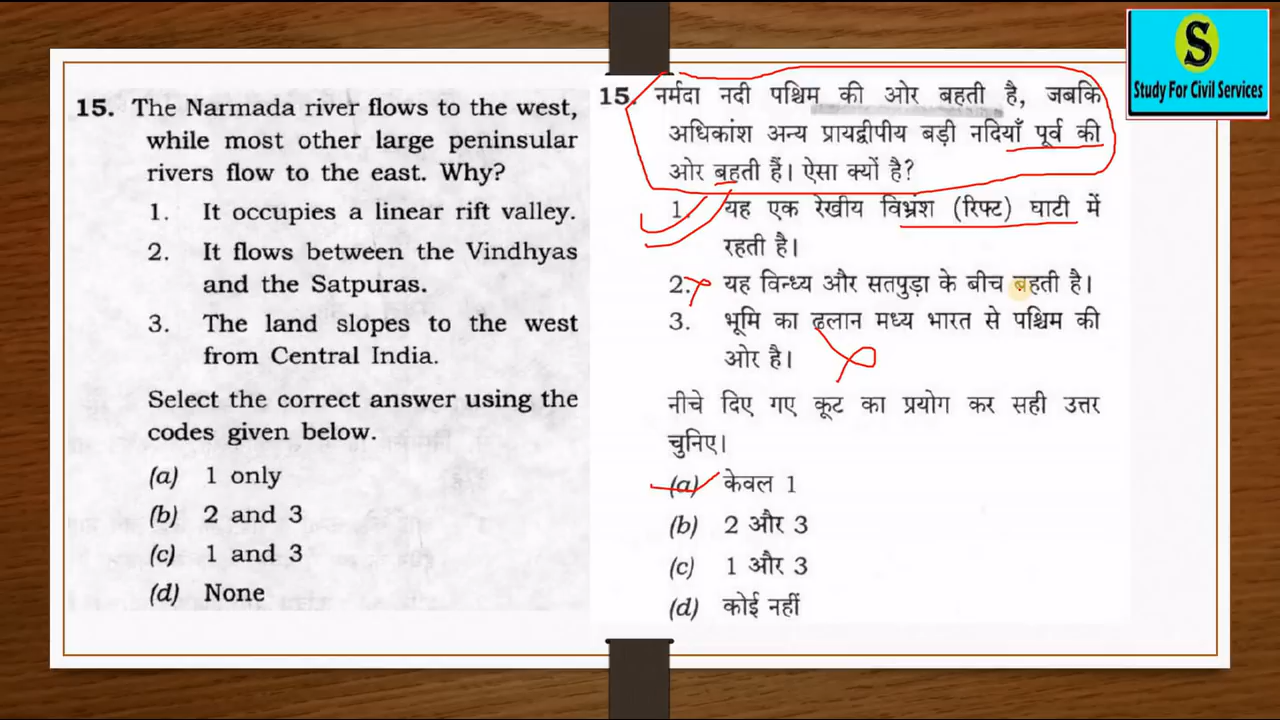 S
Study For Civil Services
15. The Narmada river flows to the west,
while most other large peninsular
rivers flow to the east. Why?
1. It occupies a linear rift valley.
2. It flows between the Vindhyas
and the Satpuras.
3. The land slopes to the west
from Central India.
Select the correct answer using the
codes given below.
(a) 1 only
(b) 2 and 3
(c) 1 and 3
(d) None
15. नर्मदा नदी पश्चिम की ओर बहती है, जबकि
अधिकांश अन्य प्रायद्वीपीय बड़ी नदियाँ पूर्व की
ओर बहती हैं। ऐसा क्यों है?
1. यह एक रेखीय विभ्रंश (रिफ्ट) घाटी में
रहती है।
2. यह विन्ध्य और सतपुड़ा के बीच बहती है।
3. भूमि का ढलान मध्य भारत से पश्चिम की
ओर है।
नीचे दिए गए कूट का प्रयोग कर सही उत्तर
चुनिए।
(a) केवल 1
(b) 2 और 3
(c) 1 और 3
(d) कोई नहीं